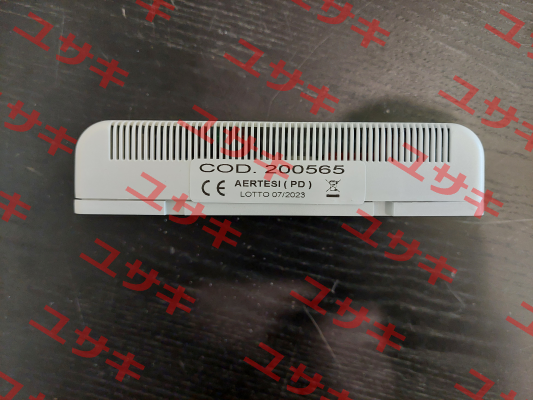 COD. 200565
CE AERTESI ( PD )
LOTTO 07/2023
ユサキ